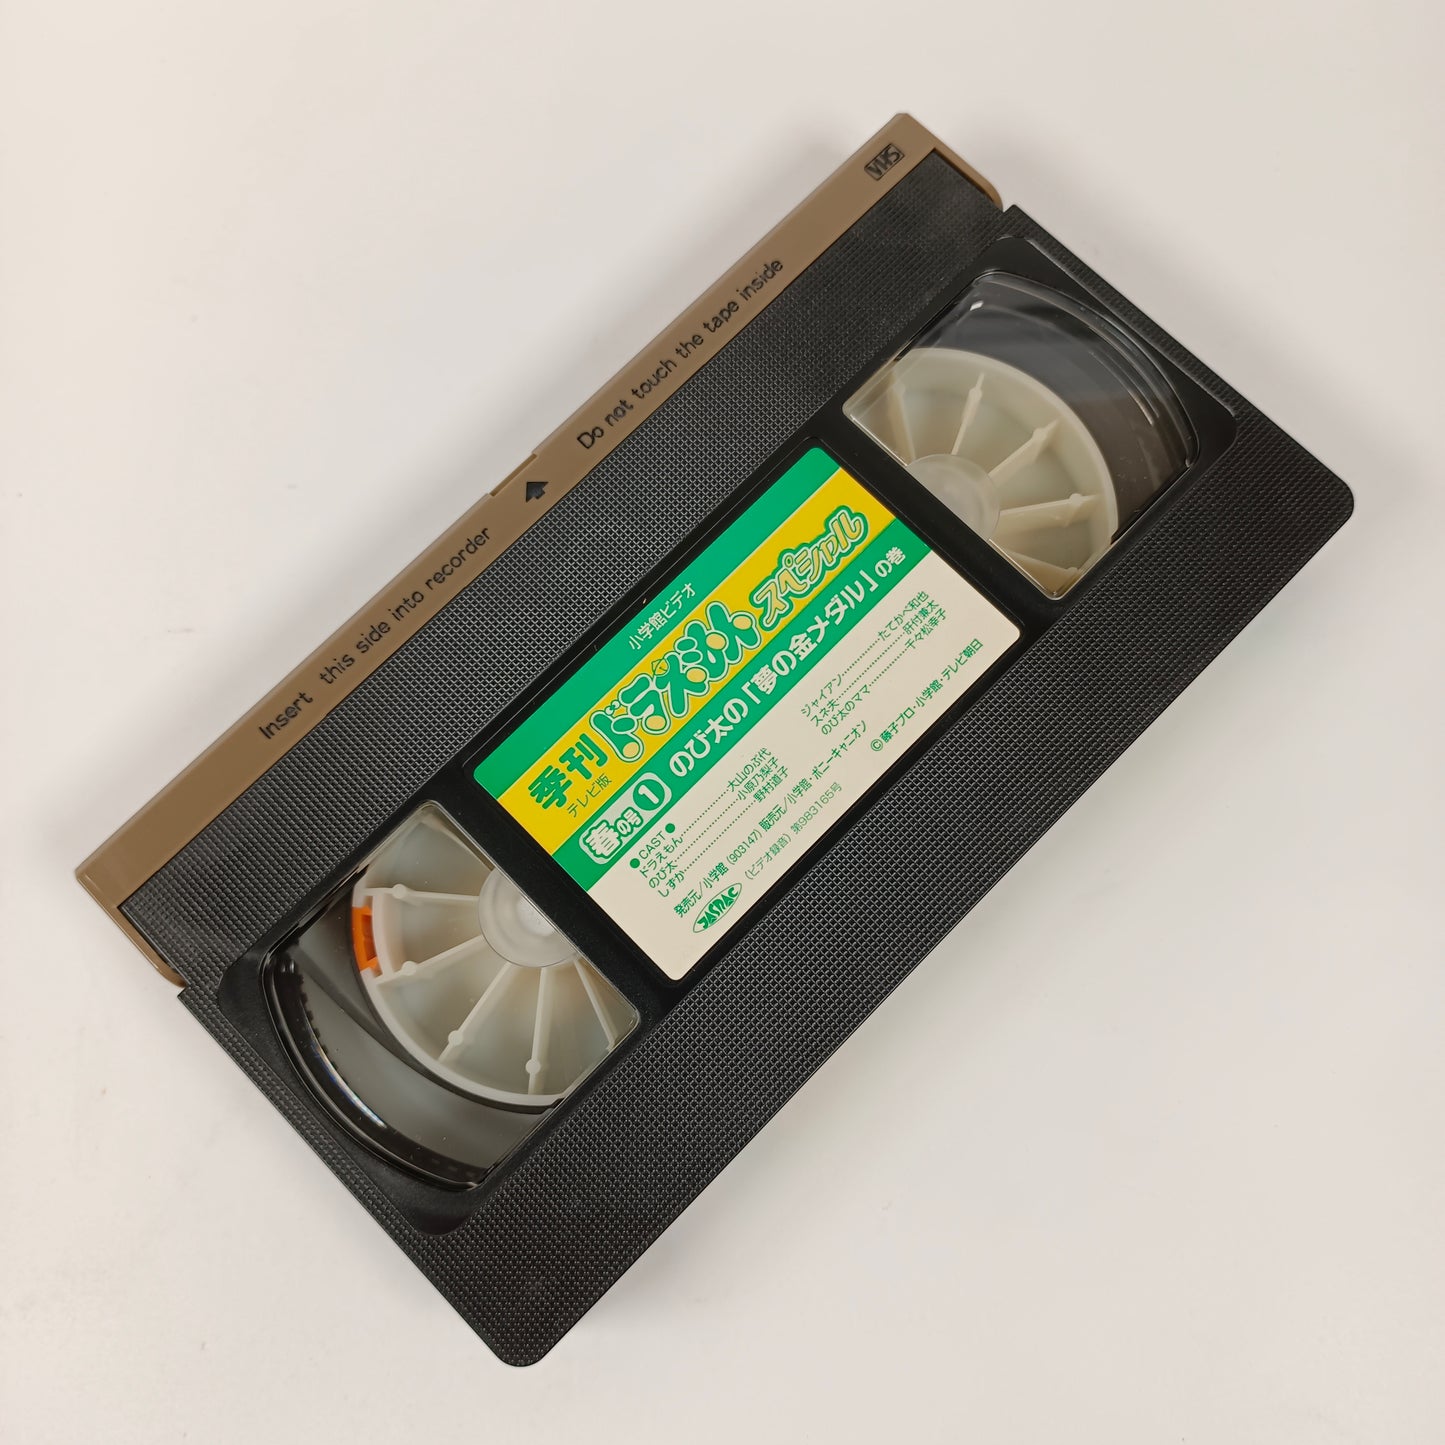 VHS
Insert this side into recorder
Do not touch the tape inside
小学館ビデオ
季刊 ドラえもん スペシャル
テレビ版
春の号 1 のび太の「夢の金メダル」の巻
●CAST●
ドラえもん…………大山のぶ代
のび太…………小原乃梨子
しずか…………野村道子
ジャイアン…………たてかべ和也
スネ夫…………肝付兼太
のび太のママ…………千々松幸子
発売元/小学館 (903147) 販売元/小学館・ポニーキャニオン
©藤子プロ・小学館・テレビ朝日
JASRAC
(ビデオ録音) 第983165号